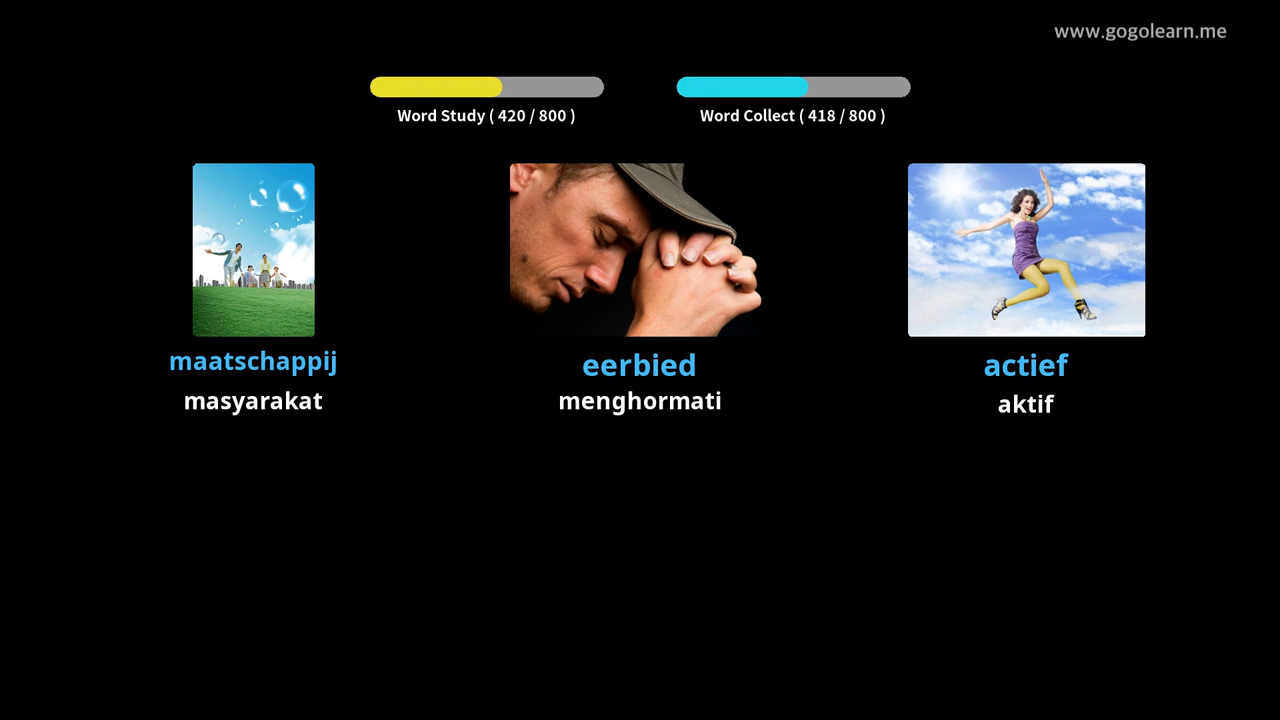 www.gogolearn.me
Word Study ( 420 / 800 )
Word Collect ( 418 / 800 )
maatschappij
masyarakat
eerbied
menghormati
actief
aktif